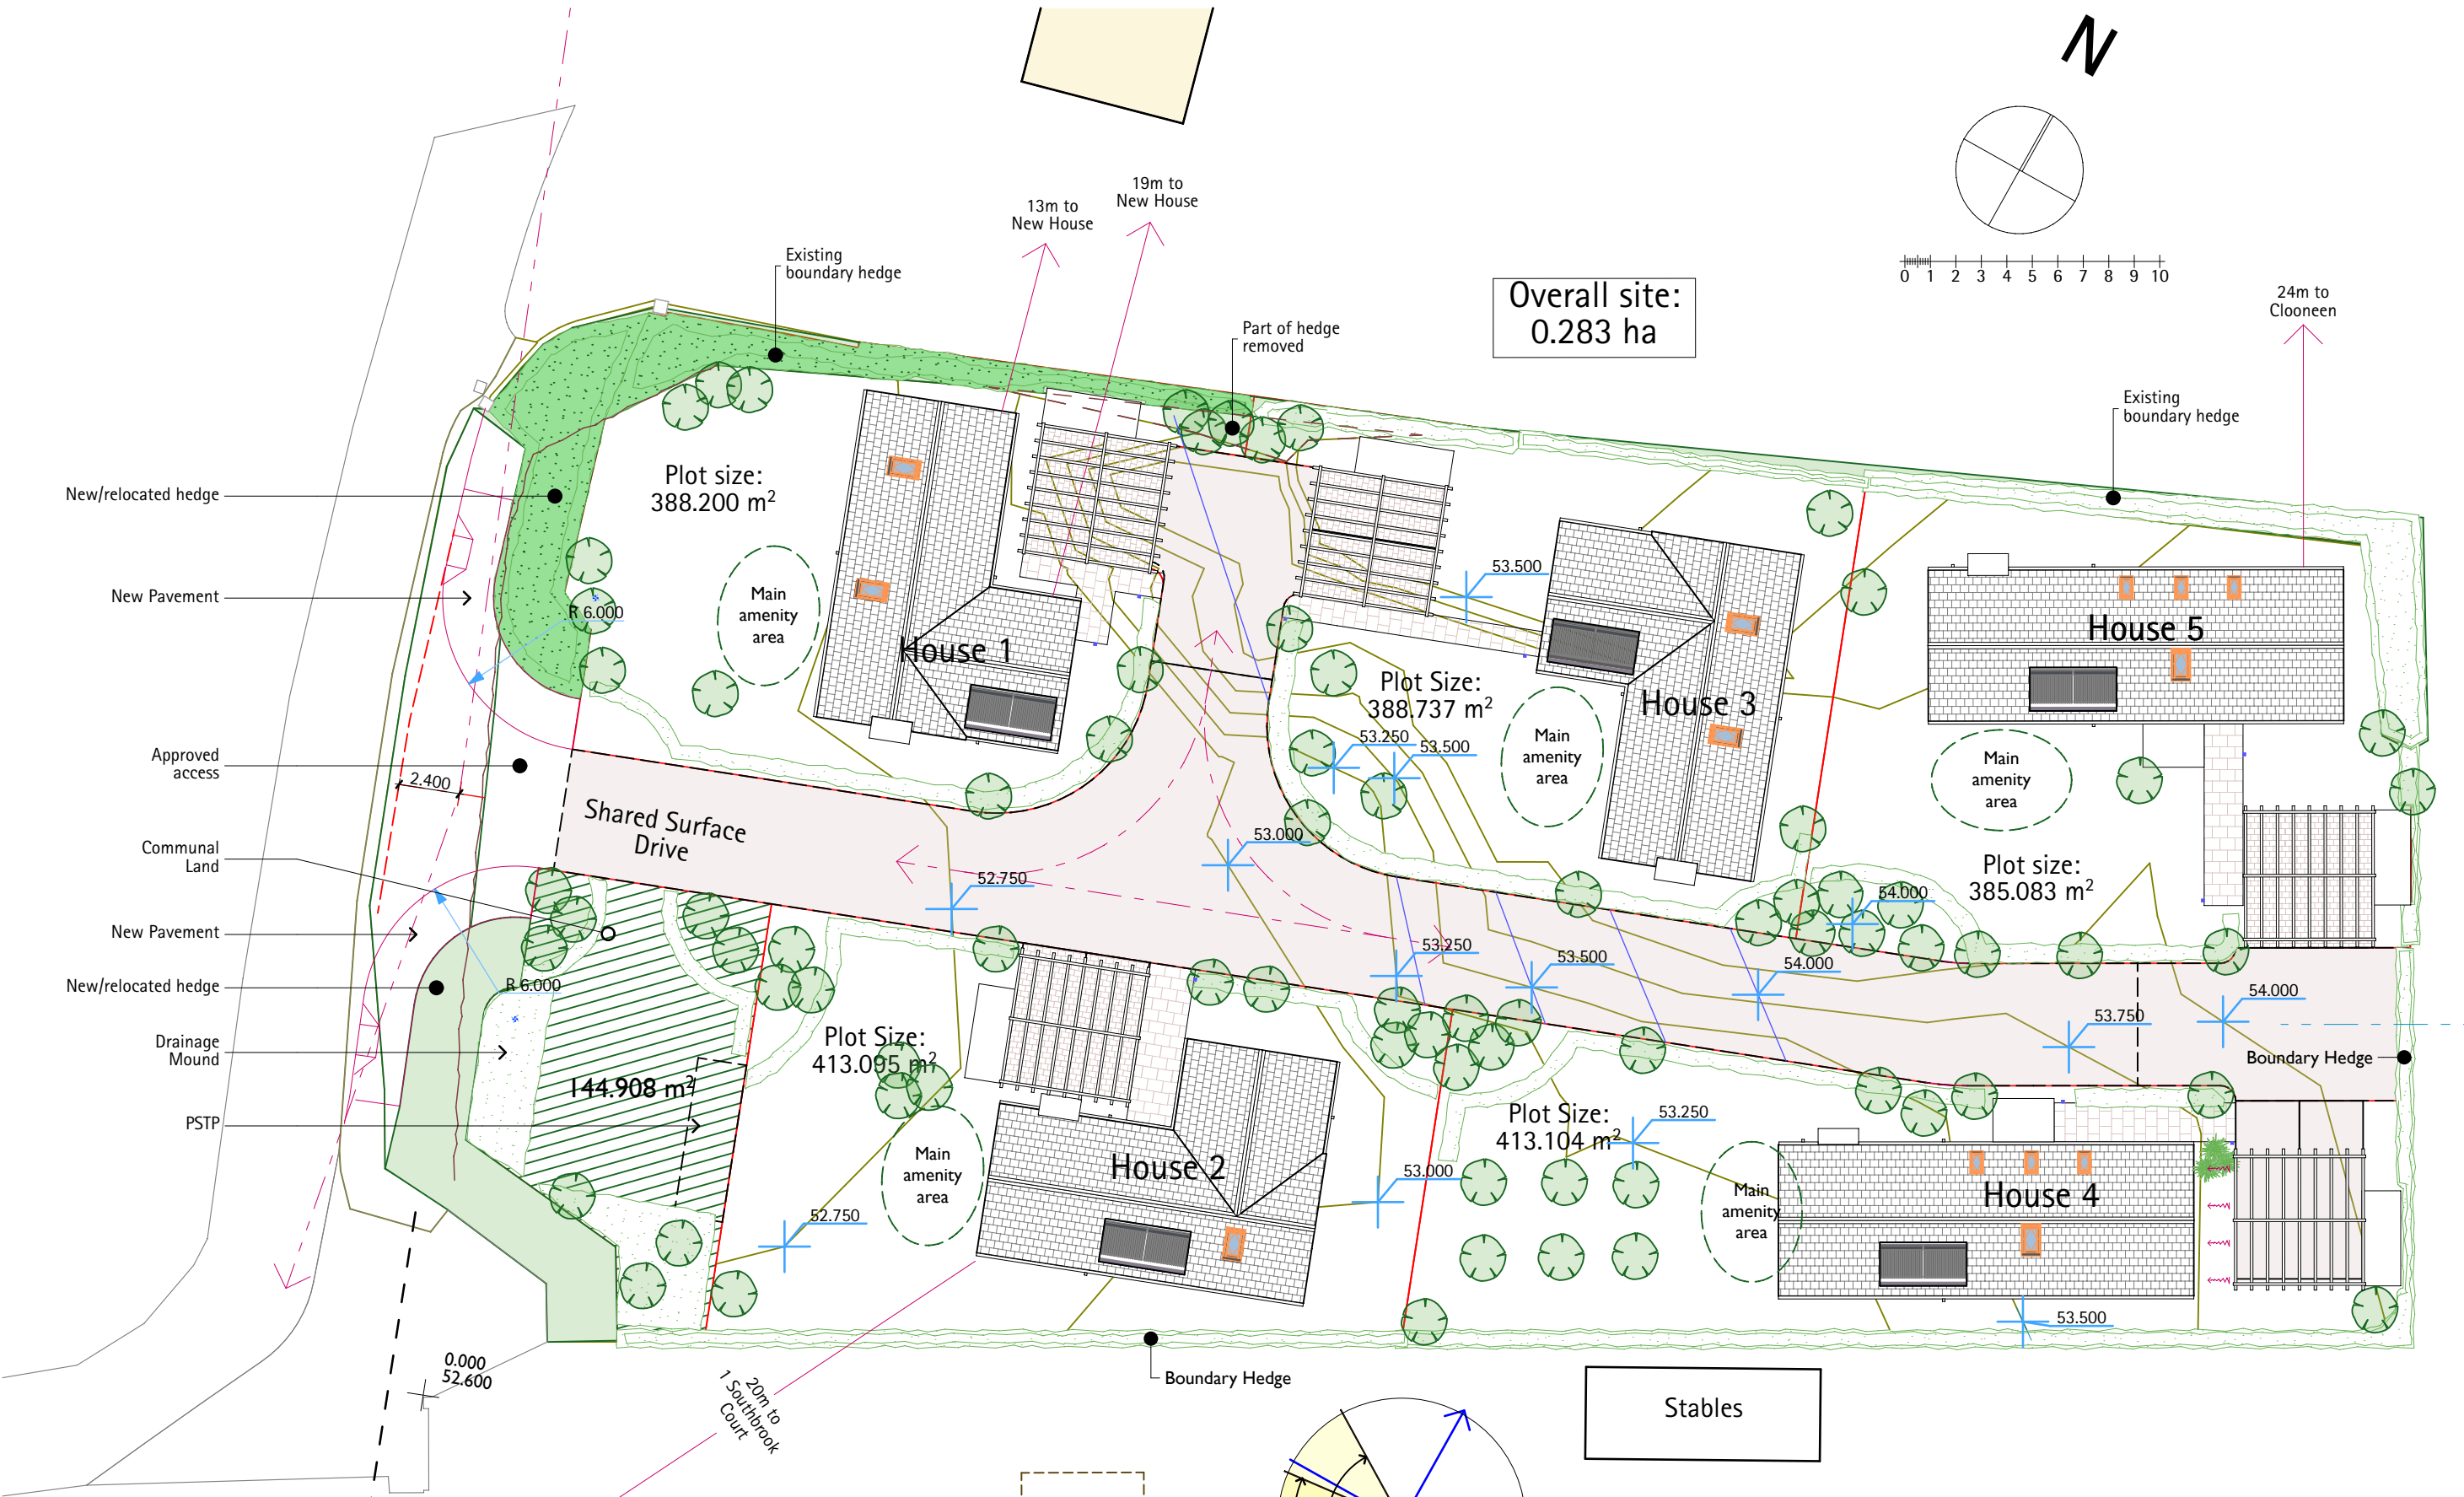 N
19m to
New House
13m to
New House
Existing
boundary hedge
0 1 2 3 4 5 6 7 8 9 10
Overall site:
0.283 ha
24m to
Clooneen
Part of hedge
removed
Existing
boundary hedge
New/relocated hedge
Plot size:
388.200 m²
New Pavement
R 6.000
Main
amenity
area
House 1
53.500
House 5
Plot Size:
388.737 m²
House 3
53.250
53.500
Main
amenity
area
Main
amenity
area
Approved
access
2.400
Shared Surface
Drive
53.000
Communal
Land
52.750
Plot size:
385.083 m²
54.000
New Pavement
53.250
53.500
54.000
New/relocated hedge
R 6.000
54.000
53.750
Drainage
Mound
Plot Size:
413.095 m²
Boundary Hedge
144.908 m²
PSTP
Plot Size:
413.104 m²
53.250
Main
amenity
area
House 2
53.000
Main
amenity
area
House 4
52.750
53.500
0.000
52.600
20m to
1 Southbrook
Court
Boundary Hedge
Stables